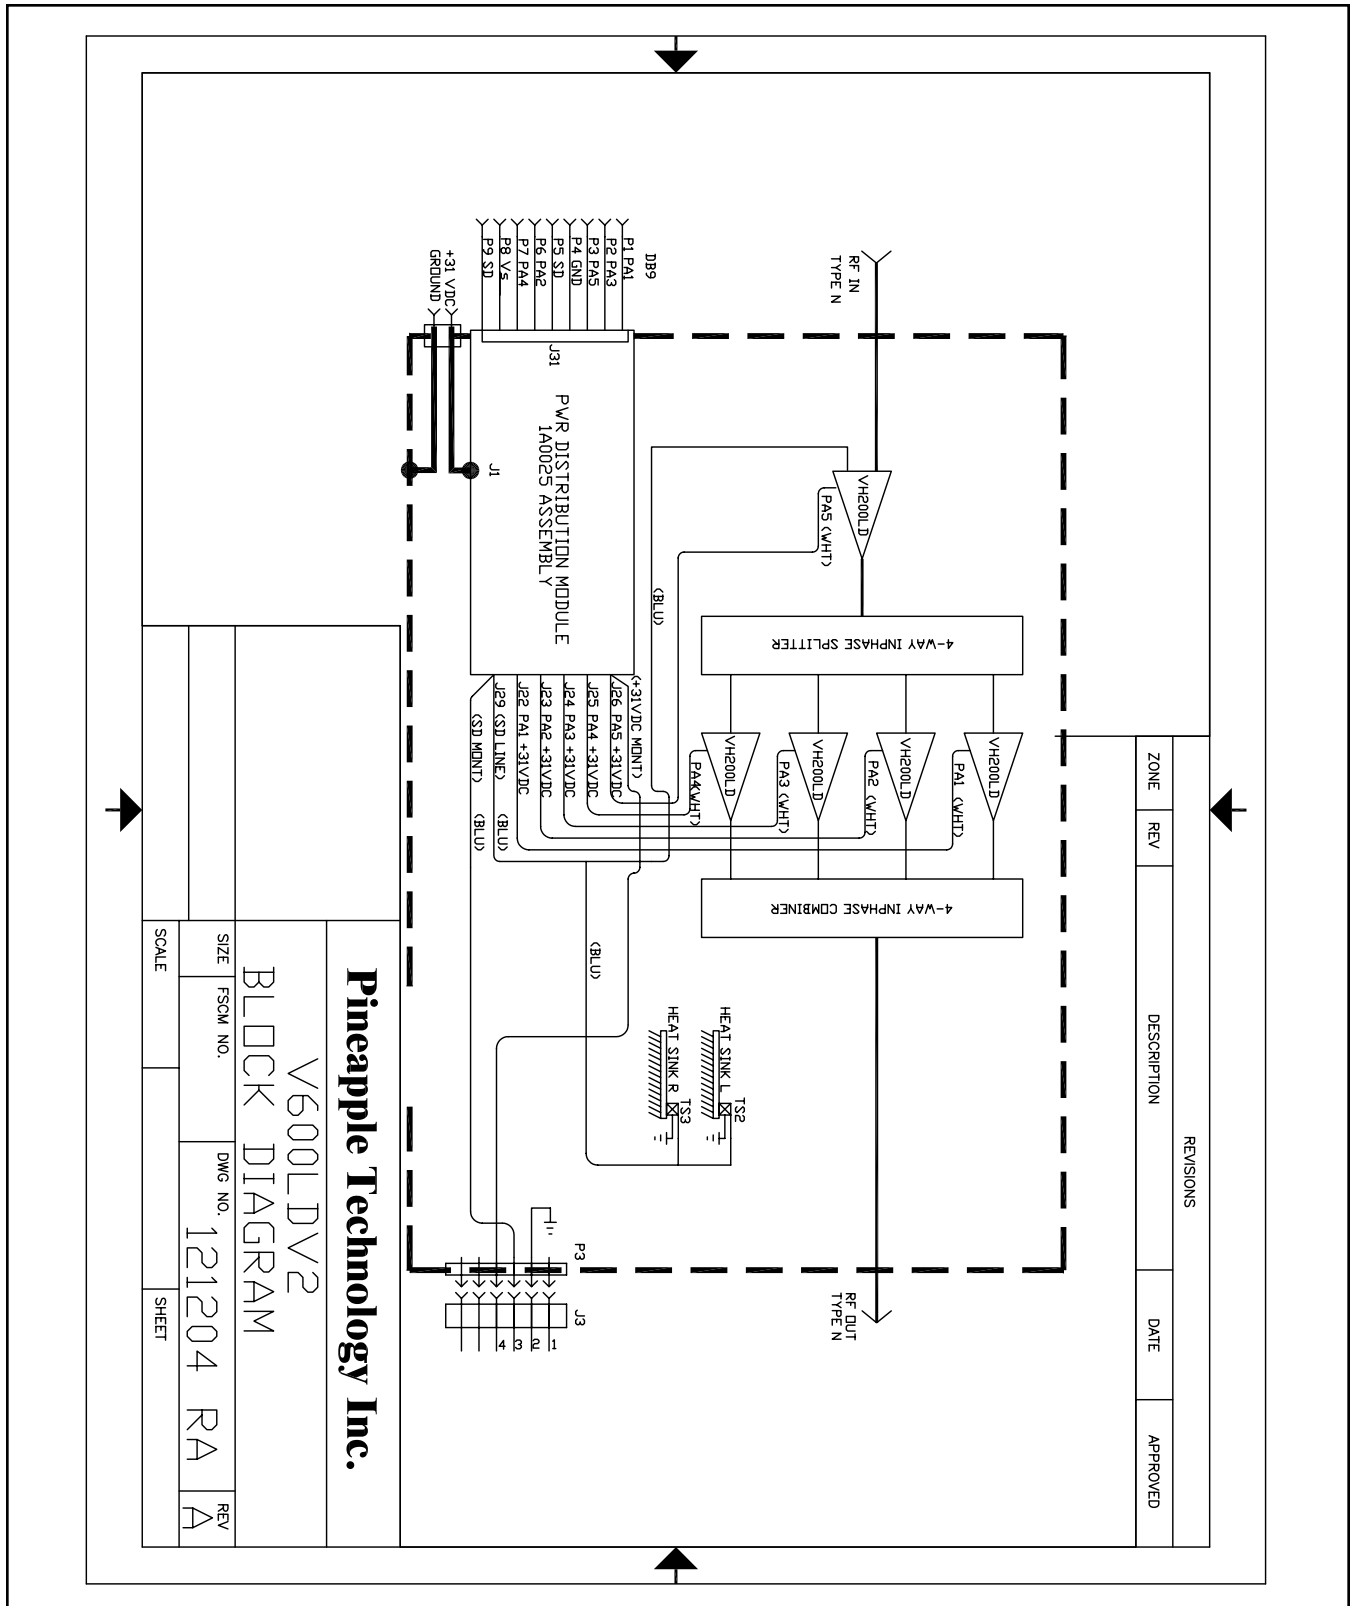 REVISIONS
ZONE
REV
DESCRIPTION
DATE
APPROVED
RF IN
TYPE N
VH200LD
PA5 (WHT)
4-WAY INPHASE SPLITTER
VH200LD
VH200LD
VH200LD
VH200LD
PA1 (WHT)
PA2 (WHT)
PA3 (WHT)
PA4(WHT)
4-WAY INPHASE COMBINER
RF OUT
TYPE N
HEAT SINK L
TS2
HEAT SINK R
TS3
(BLU)
(BLU)
DB9
P1 PA1
P2 PA3
P3 PA5
P4 GND
P5 SD
P6 PA2
P7 PA4
P8 Vs
P9 SD
J31
PWR DISTRIBUTION MODULE
1A0025 ASSEMBLY
J1
+31 VDC
GROUND
(+31VDC MONT)
J26 PA5 +31VDC
J25 PA4 +31VDC
J24 PA3 +31VDC
J23 PA2 +31VDC
J22 PA1 +31VDC
J29 (SD LINE) (BLU)
(SD MONT) (BLU)
P3
J3
1
2
3
4
Pineapple Technology Inc.
V600LDV2
BLOCK DIAGRAM
SIZE
FSCM NO.
DWG NO.
121204 RA
REV
A
SCALE
SHEET